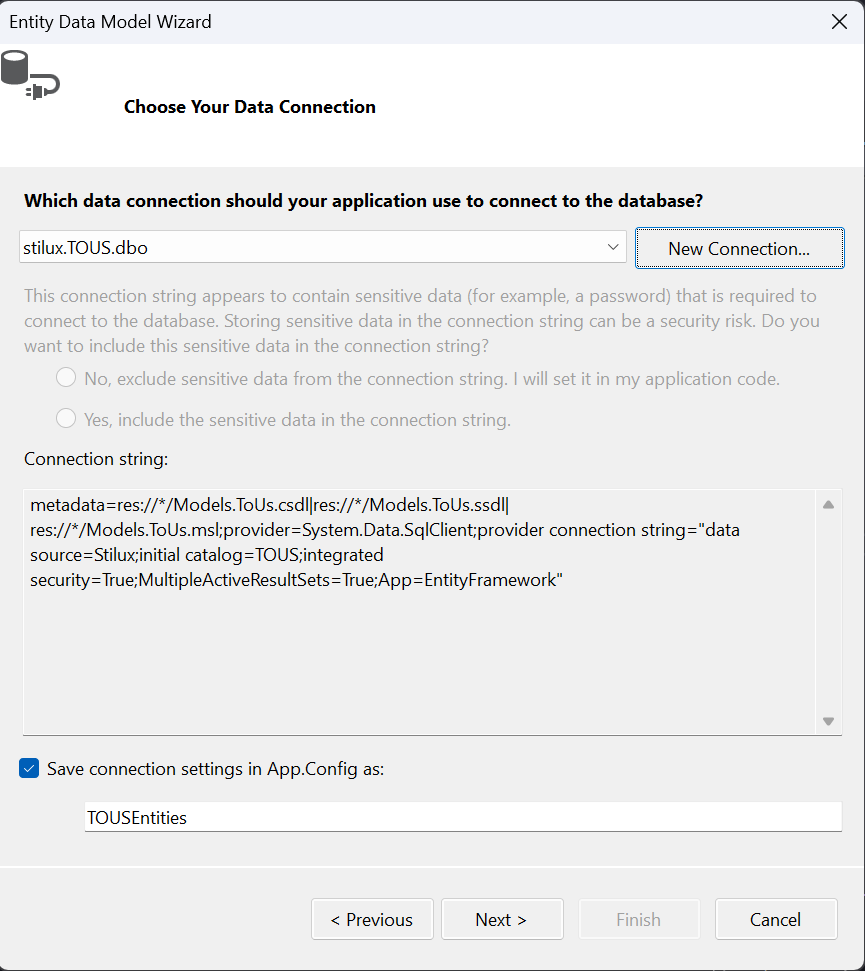 Entity Data Model Wizard
Choose Your Data Connection
Which data connection should your application use to connect to the database?
stilux.TOUS.dbo
New Connection...
This connection string appears to contain sensitive data (for example, a password) that is required to
connect to the database. Storing sensitive data in the connection string can be a security risk. Do you
want to include this sensitive data in the connection string?
No, exclude sensitive data from the connection string. I will set it in my application code.
Yes, include the sensitive data in the connection string.
Connection string:
metadata=res://*/Models.ToUs.csdl|res://*/Models.ToUs.ssdl|
res://*/Models.ToUs.msl;provider=System.Data.SqlClient;provider connection string="data
source=Stilux;initial catalog=TOUS;integrated
security=True;MultipleActiveResultSets=True;App=EntityFramework"
Save connection settings in App.Config as:
TOUSEntities
< Previous
Next >
Finish
Cancel